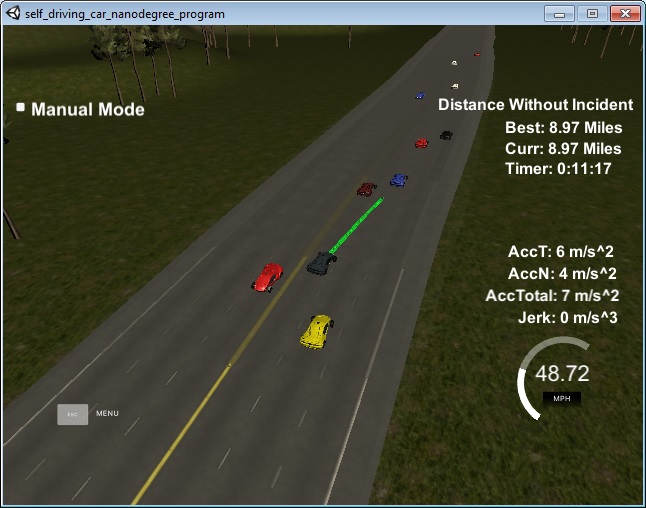 self_driving_car_nanodegree_program
Manual Mode
Distance Without Incident
Best: 8.97 Miles
Curr: 8.97 Miles
Timer: 0:11:17
AccT: 6 m/s^2
AccN: 4 m/s^2
AccTotal: 7 m/s^2
Jerk: 0 m/s^3
48.72
MPH
ESC MENU